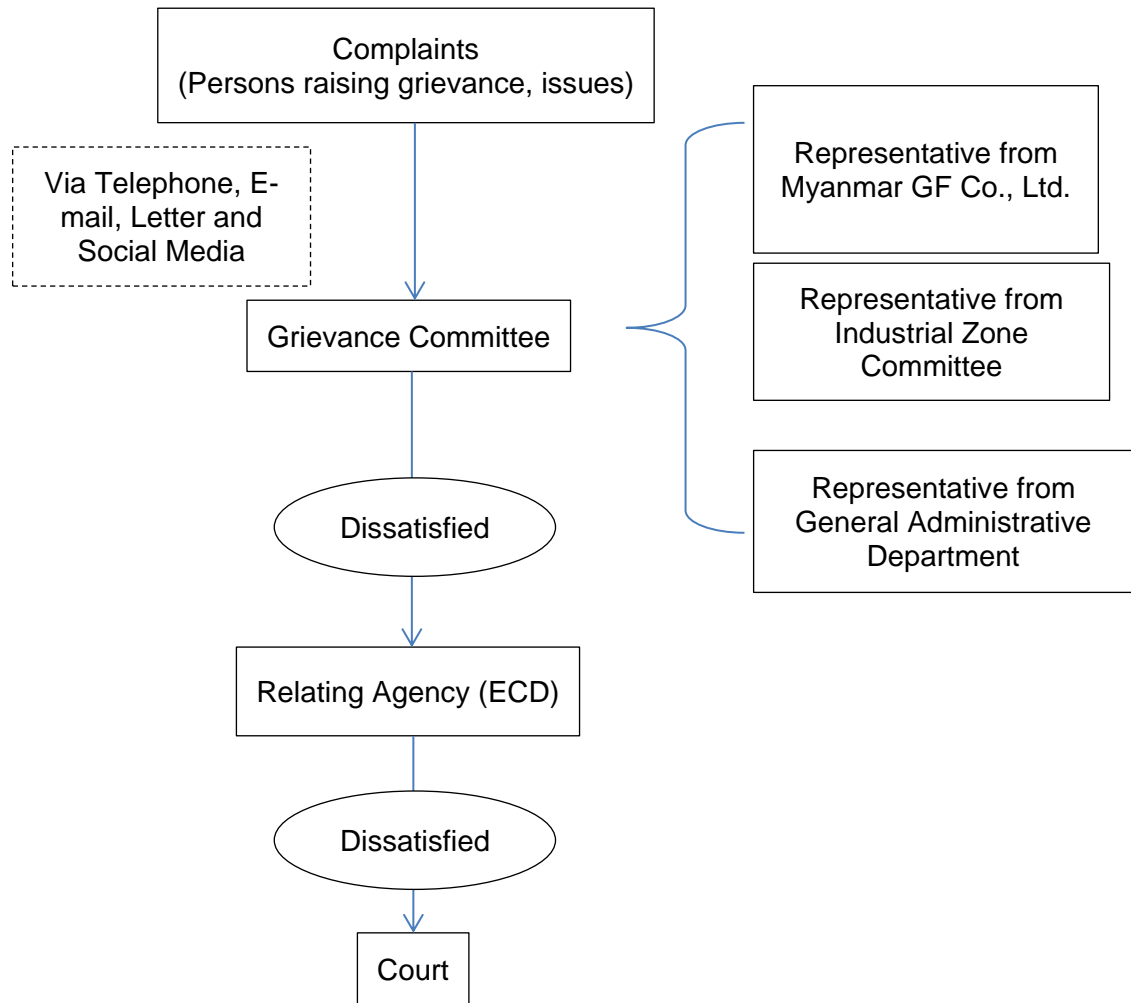 Complaints
(Persons raising grievance, issues)
Via Telephone, E-
mail, Letter and
Social Media
Representative from
Myanmar GF Co., Ltd.
Grievance Committee
Representative from
Industrial Zone
Committee
Representative from
General Administrative
Department
Dissatisfied
Relating Agency (ECD)
Dissatisfied
Court